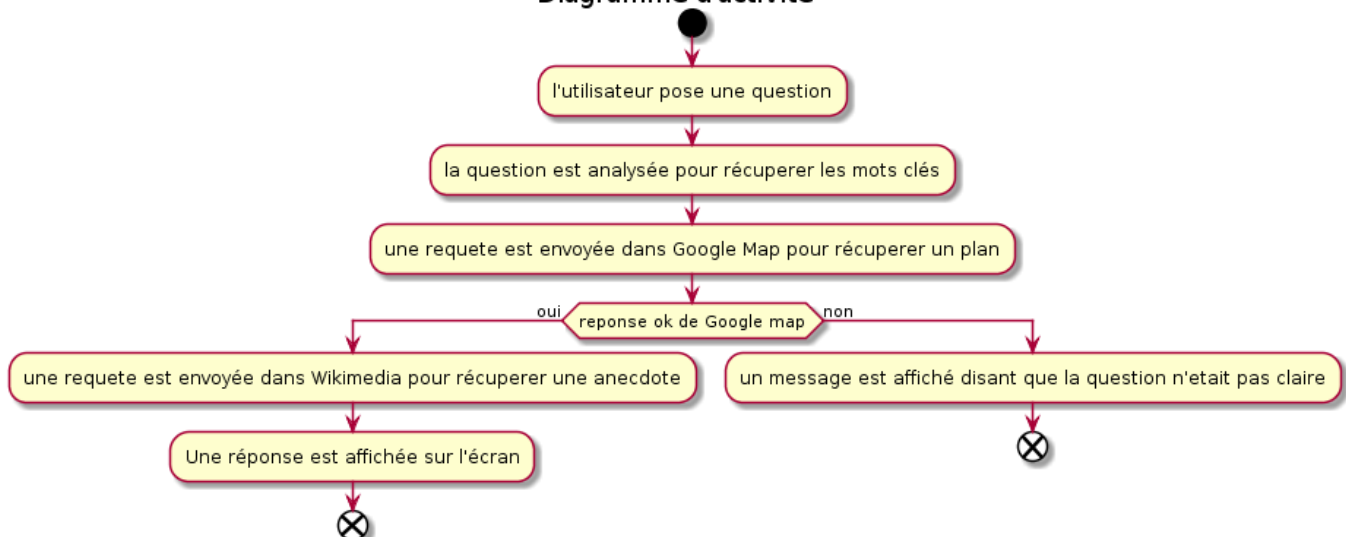 Diagramme d'activité
l'utilisateur pose une question
la question est analysée pour récuperer les mots clés
une requete est envoyée dans Google Map pour récuperer un plan
oui
reponse ok de Google map
non
une requete est envoyée dans Wikimedia pour récuperer une anecdote
un message est affiché disant que la question n'etait pas claire
Une réponse est affichée sur l'écran